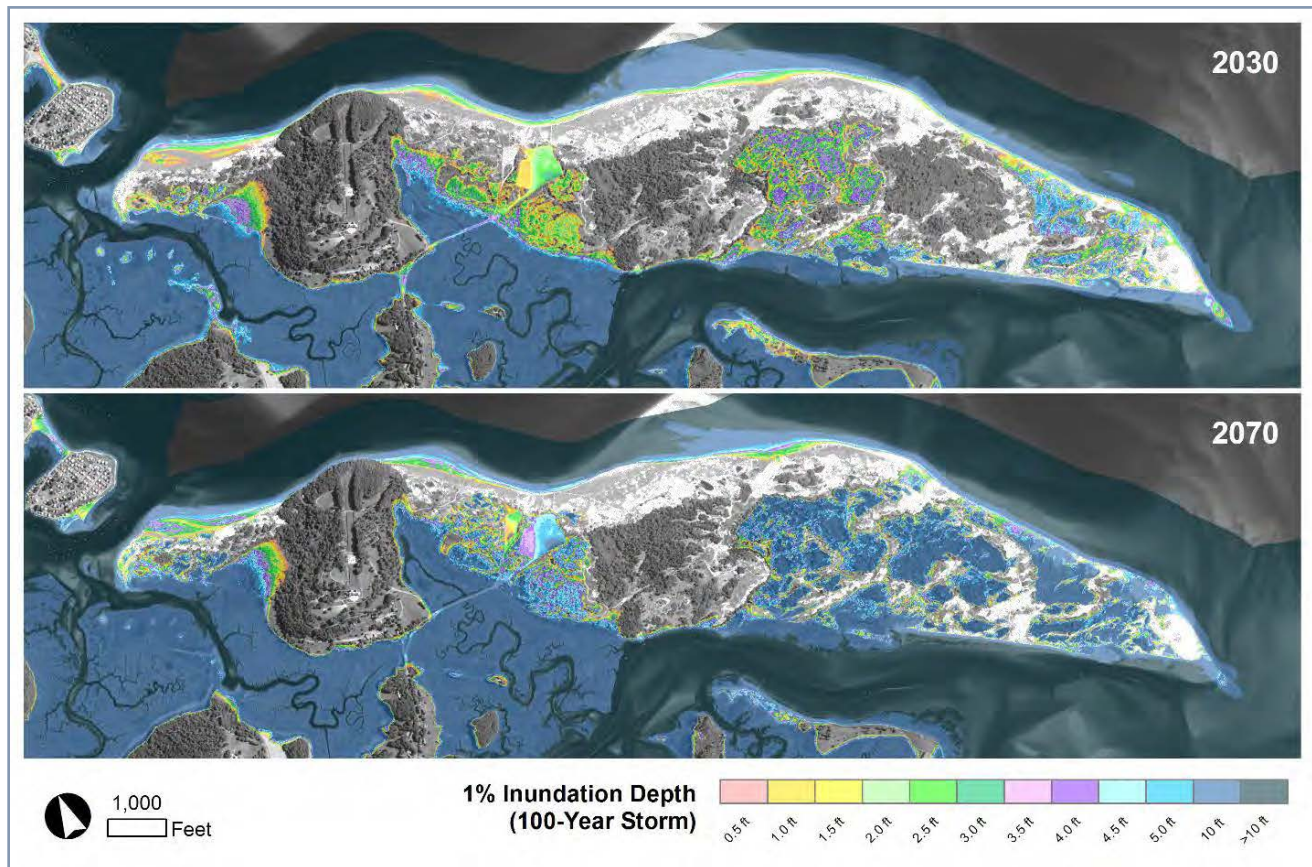 2030
2070
1,000
Feet
1% Inundation Depth
(100-Year Storm)
0.5 ft
1.0 ft
1.5 ft
2.0 ft
2.5 ft
3.0 ft
3.5 ft
4.0 ft
4.5 ft
5.0 ft
10 ft
>10 ft